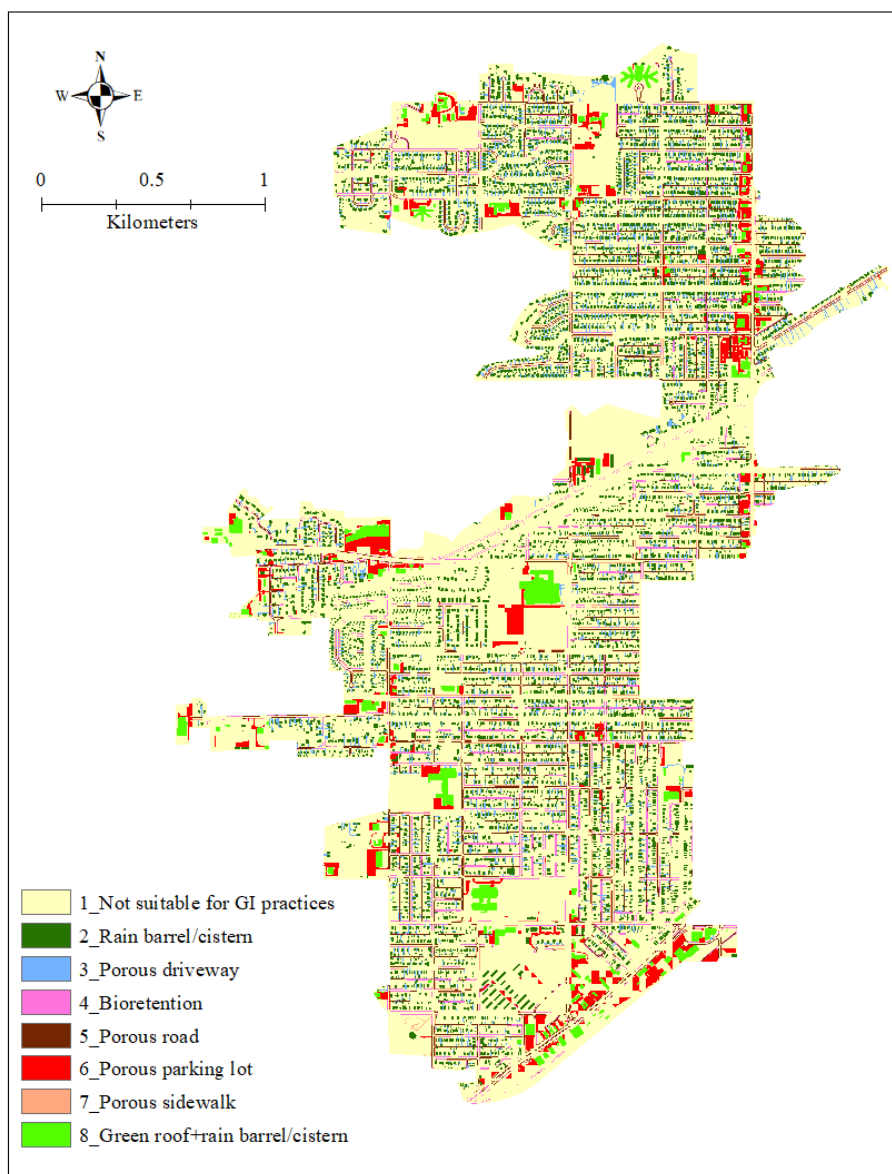 N
W E
S
0 0.5 1
Kilometers
1_Not suitable for GI practices
2_Rain barrel/cistern
3_Porous driveway
4_Bioretention
5_Porous road
6_Porous parking lot
7_Porous sidewalk
8_Green roof+rain barrel/cistern